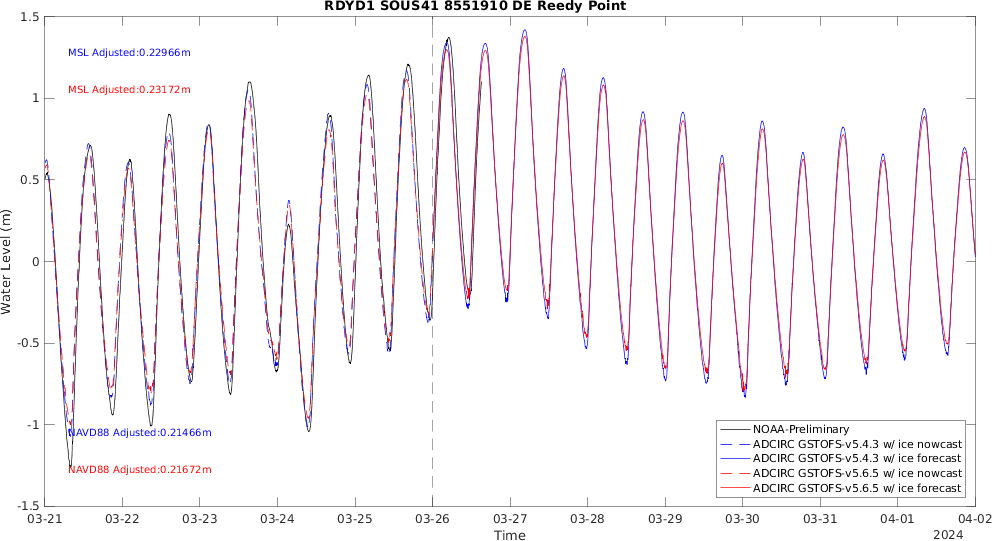 RDYD1 SOUS41 8551910 DE Reedy Point
1.5
1
0.5
0
-0.5
-1
-1.5
Water Level (m)
MSL Adjusted:0.22966m
MSL Adjusted:0.23172m
NAVD88 Adjusted:0.21466m
NAVD88 Adjusted:0.21672m
NOAA-Preliminary
ADCIRC GSTOFS-v5.4.3 w/ ice nowcast
ADCIRC GSTOFS-v5.4.3 w/ ice forecast
ADCIRC GSTOFS-v5.6.5 w/ ice nowcast
ADCIRC GSTOFS-v5.6.5 w/ ice forecast
03-21 03-22 03-23 03-24 03-25 03-26 03-27 03-28 03-29 03-30 03-31 04-01 04-02
Time
2024